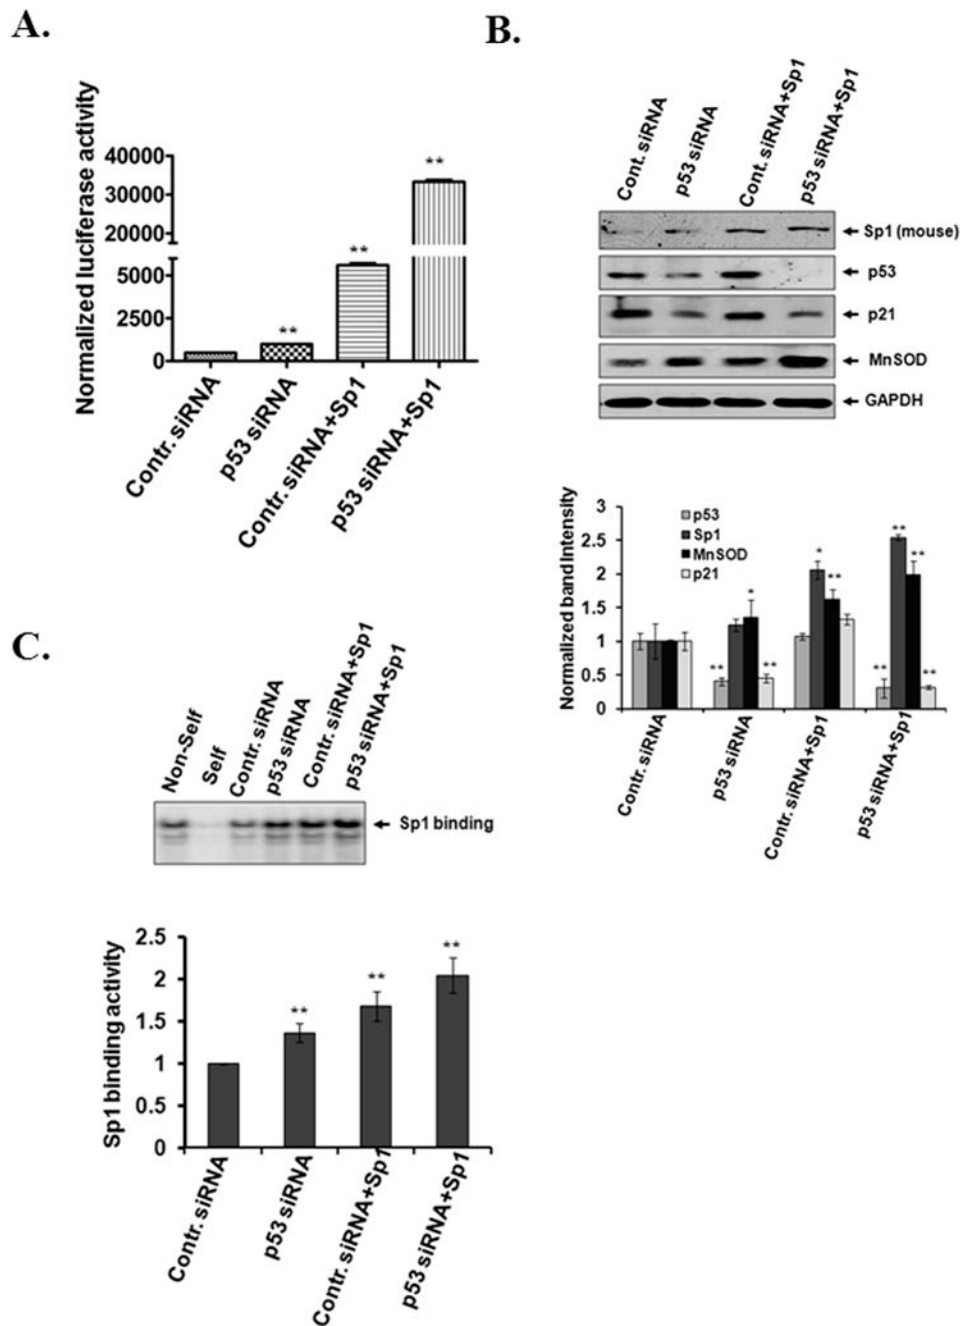 A.
Normalized luciferase activity
40000
30000
20000
5000
2500
0
**
**
**
Contr. siRNA
p53 siRNA
Contr. siRNA+Sp1
p53 siRNA+Sp1
B.
Cont. siRNA
p53 siRNA
Cont. siRNA+Sp1
p53 siRNA+Sp1
Sp1 (mouse)
p53
p21
MnSOD
GAPDH
Normalized band Intensity
3
2.5
2
1.5
1
0.5
0
p53
Sp1
MnSOD
p21
**
*
**
*
**
**
**
**
**
Contr. siRNA
p53 siRNA
Contr. siRNA+Sp1
p53 siRNA+Sp1
C.
Non-Self
Self
Contr. siRNA
p53 siRNA
Contr. siRNA+Sp1
p53 siRNA+Sp1
Sp1 binding
Sp1 binding activity
2.5
2
1.5
1
0.5
0
**
**
**
Contr. siRNA
p53 siRNA
Contr. siRNA+Sp1
p53 siRNA+Sp1